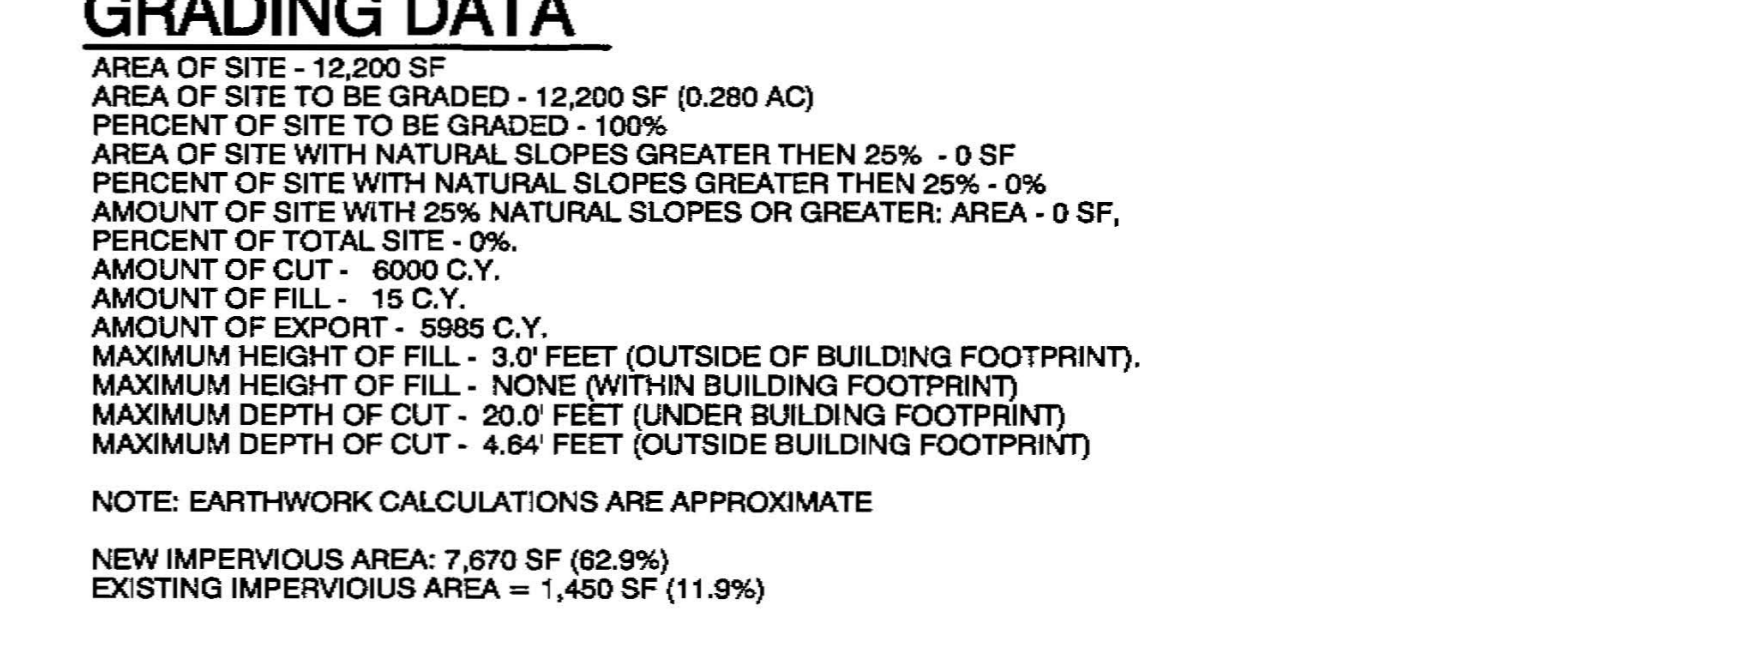 GRADING DATA
AREA OF SITE - 12,200 SF
AREA OF SITE TO BE GRADED - 12,200 SF (0.280 AC)
PERCENT OF SITE TO BE GRADED - 100%
AREA OF SITE WITH NATURAL SLOPES GREATER THEN 25% - 0 SF
PERCENT OF SITE WITH NATURAL SLOPES GREATER THEN 25% - 0%
AMOUNT OF SITE WITH 25% NATURAL SLOPES OR GREATER: AREA - 0 SF,
PERCENT OF TOTAL SITE - 0%.
AMOUNT OF CUT - 6000 C.Y.
AMOUNT OF FILL - 15 C.Y.
AMOUNT OF EXPORT - 5985 C.Y.
MAXIMUM HEIGHT OF FILL - 3.0' FEET (OUTSIDE OF BUILDING FOOTPRINT).
MAXIMUM HEIGHT OF FILL - NONE (WITHIN BUILDING FOOTPRINT)
MAXIMUM DEPTH OF CUT - 20.0' FEET (UNDER BUILDING FOOTPRINT)
MAXIMUM DEPTH OF CUT - 4.64' FEET (OUTSIDE BUILDING FOOTPRINT)
NOTE: EARTHWORK CALCULATIONS ARE APPROXIMATE
NEW IMPERVIOUS AREA: 7,670 SF (62.9%)
EXISTING IMPERVIOIUS AREA = 1,450 SF (11.9%)